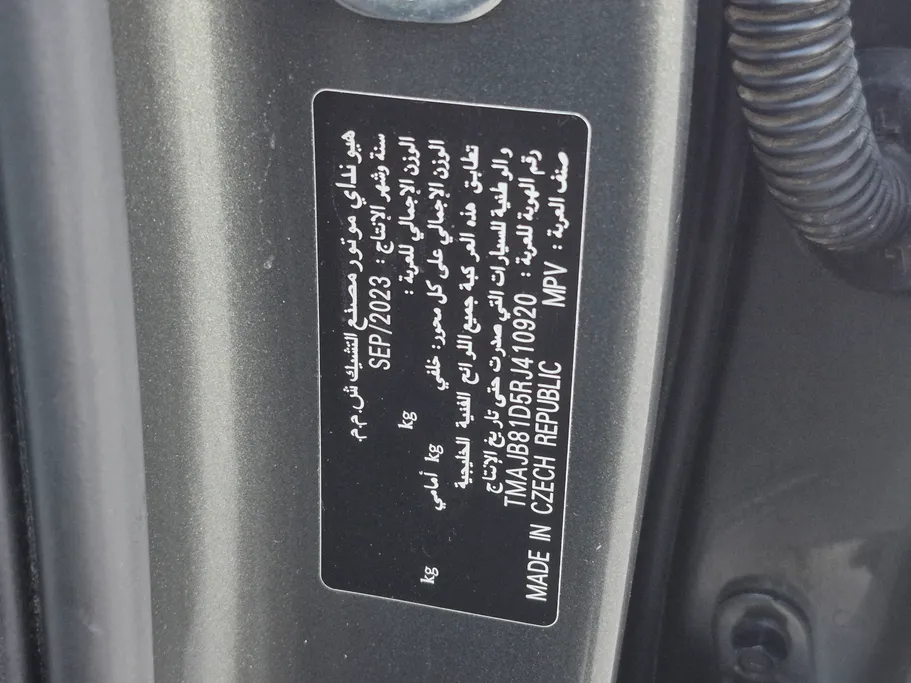 هيونداي موتور مصنع التشيك ش.م.م.
سنة وشهر الإنتاج : SEP/2023
الوزن الإجمالي للعربة : kg
الوزن الإجمالي على كل محور: خلفي kg أمامي kg
تطابق هذه المركبة جميع اللوائح الفنية الخليجية
والوطنية للسيارات التي صدرت حتى تاريخ الإنتاج
رقم الهوية للعربة : TMAJB81D5RJ410920
صنف العربة : MPV MADE IN CZECH REPUBLIC